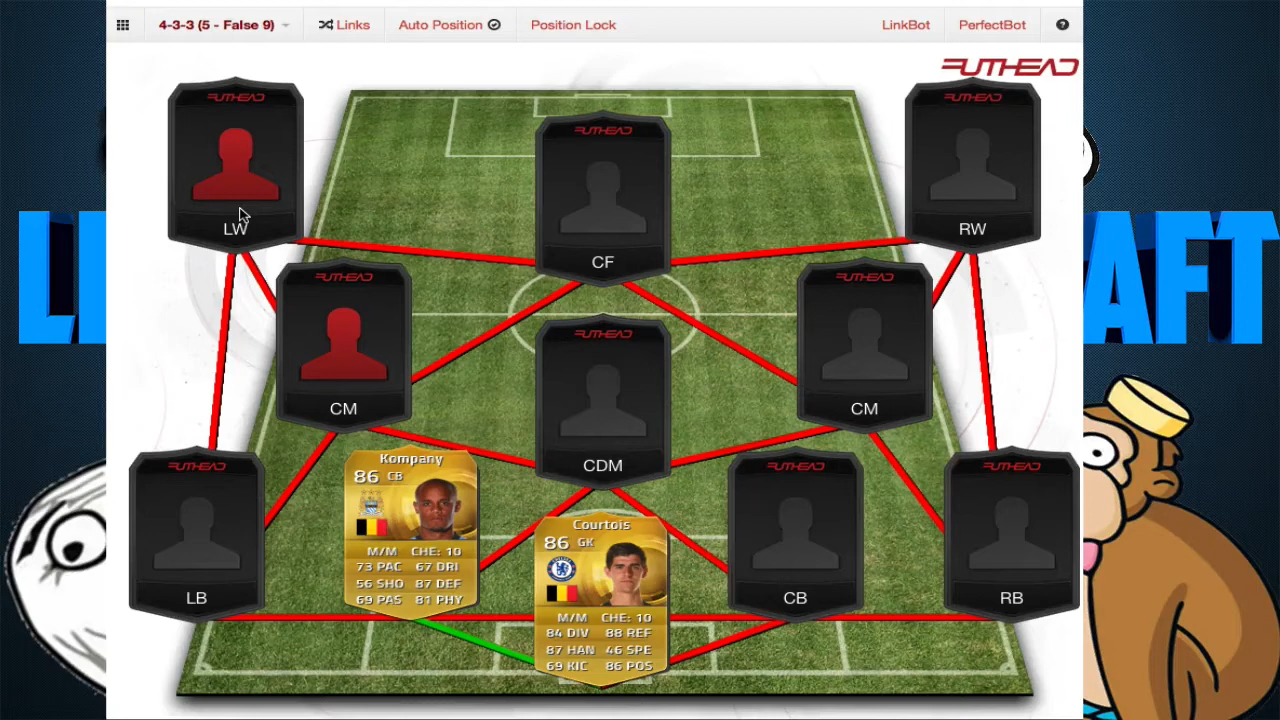 4-3-3 (5 - False 9) Links Auto Position Position Lock LinkBot PerfectBot ?
FUTHEAD
FUTHEAD
LW
FUTHEAD
CF
FUTHEAD
RW
FUTHEAD
CM
FUTHEAD
CDM
FUTHEAD
CM
FUTHEAD
LB
Kompany
86 CB
M/M CHE: 10
73 PAC 67 DRI
56 SHO 87 DEF
69 PAS 81 PHY
Courtois
86 GK
M/M CHE: 10
84 DIV 88 REF
87 HAN 46 SPE
69 KIC 86 POS
FUTHEAD
CB
FUTHEAD
RB
AFT